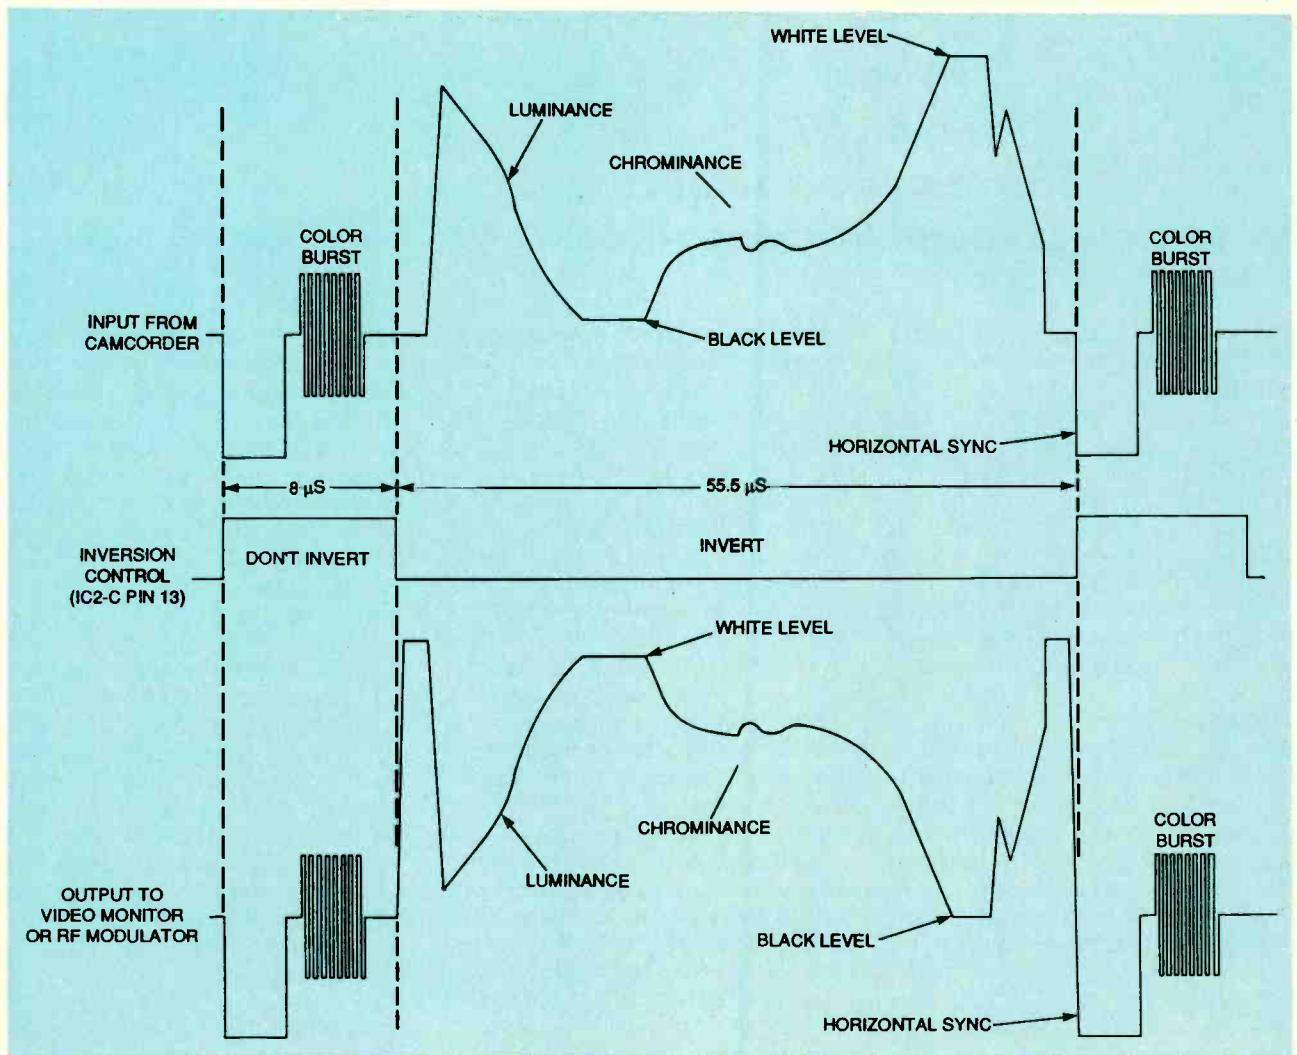 WHITE LEVEL
LUMINANCE
CHROMINANCE
COLOR
BURST
COLOR
BURST
INPUT FROM
CAMCORDER
BLACK LEVEL
HORIZONTAL SYNC
8 µS
55.5 µS
INVERSION
CONTROL
(IC2-C PIN 13)
DON'T INVERT
INVERT
WHITE LEVEL
CHROMINANCE
COLOR
BURST
LUMINANCE
OUTPUT TO
VIDEO MONITOR
OR RF MODULATOR
BLACK LEVEL
HORIZONTAL SYNC